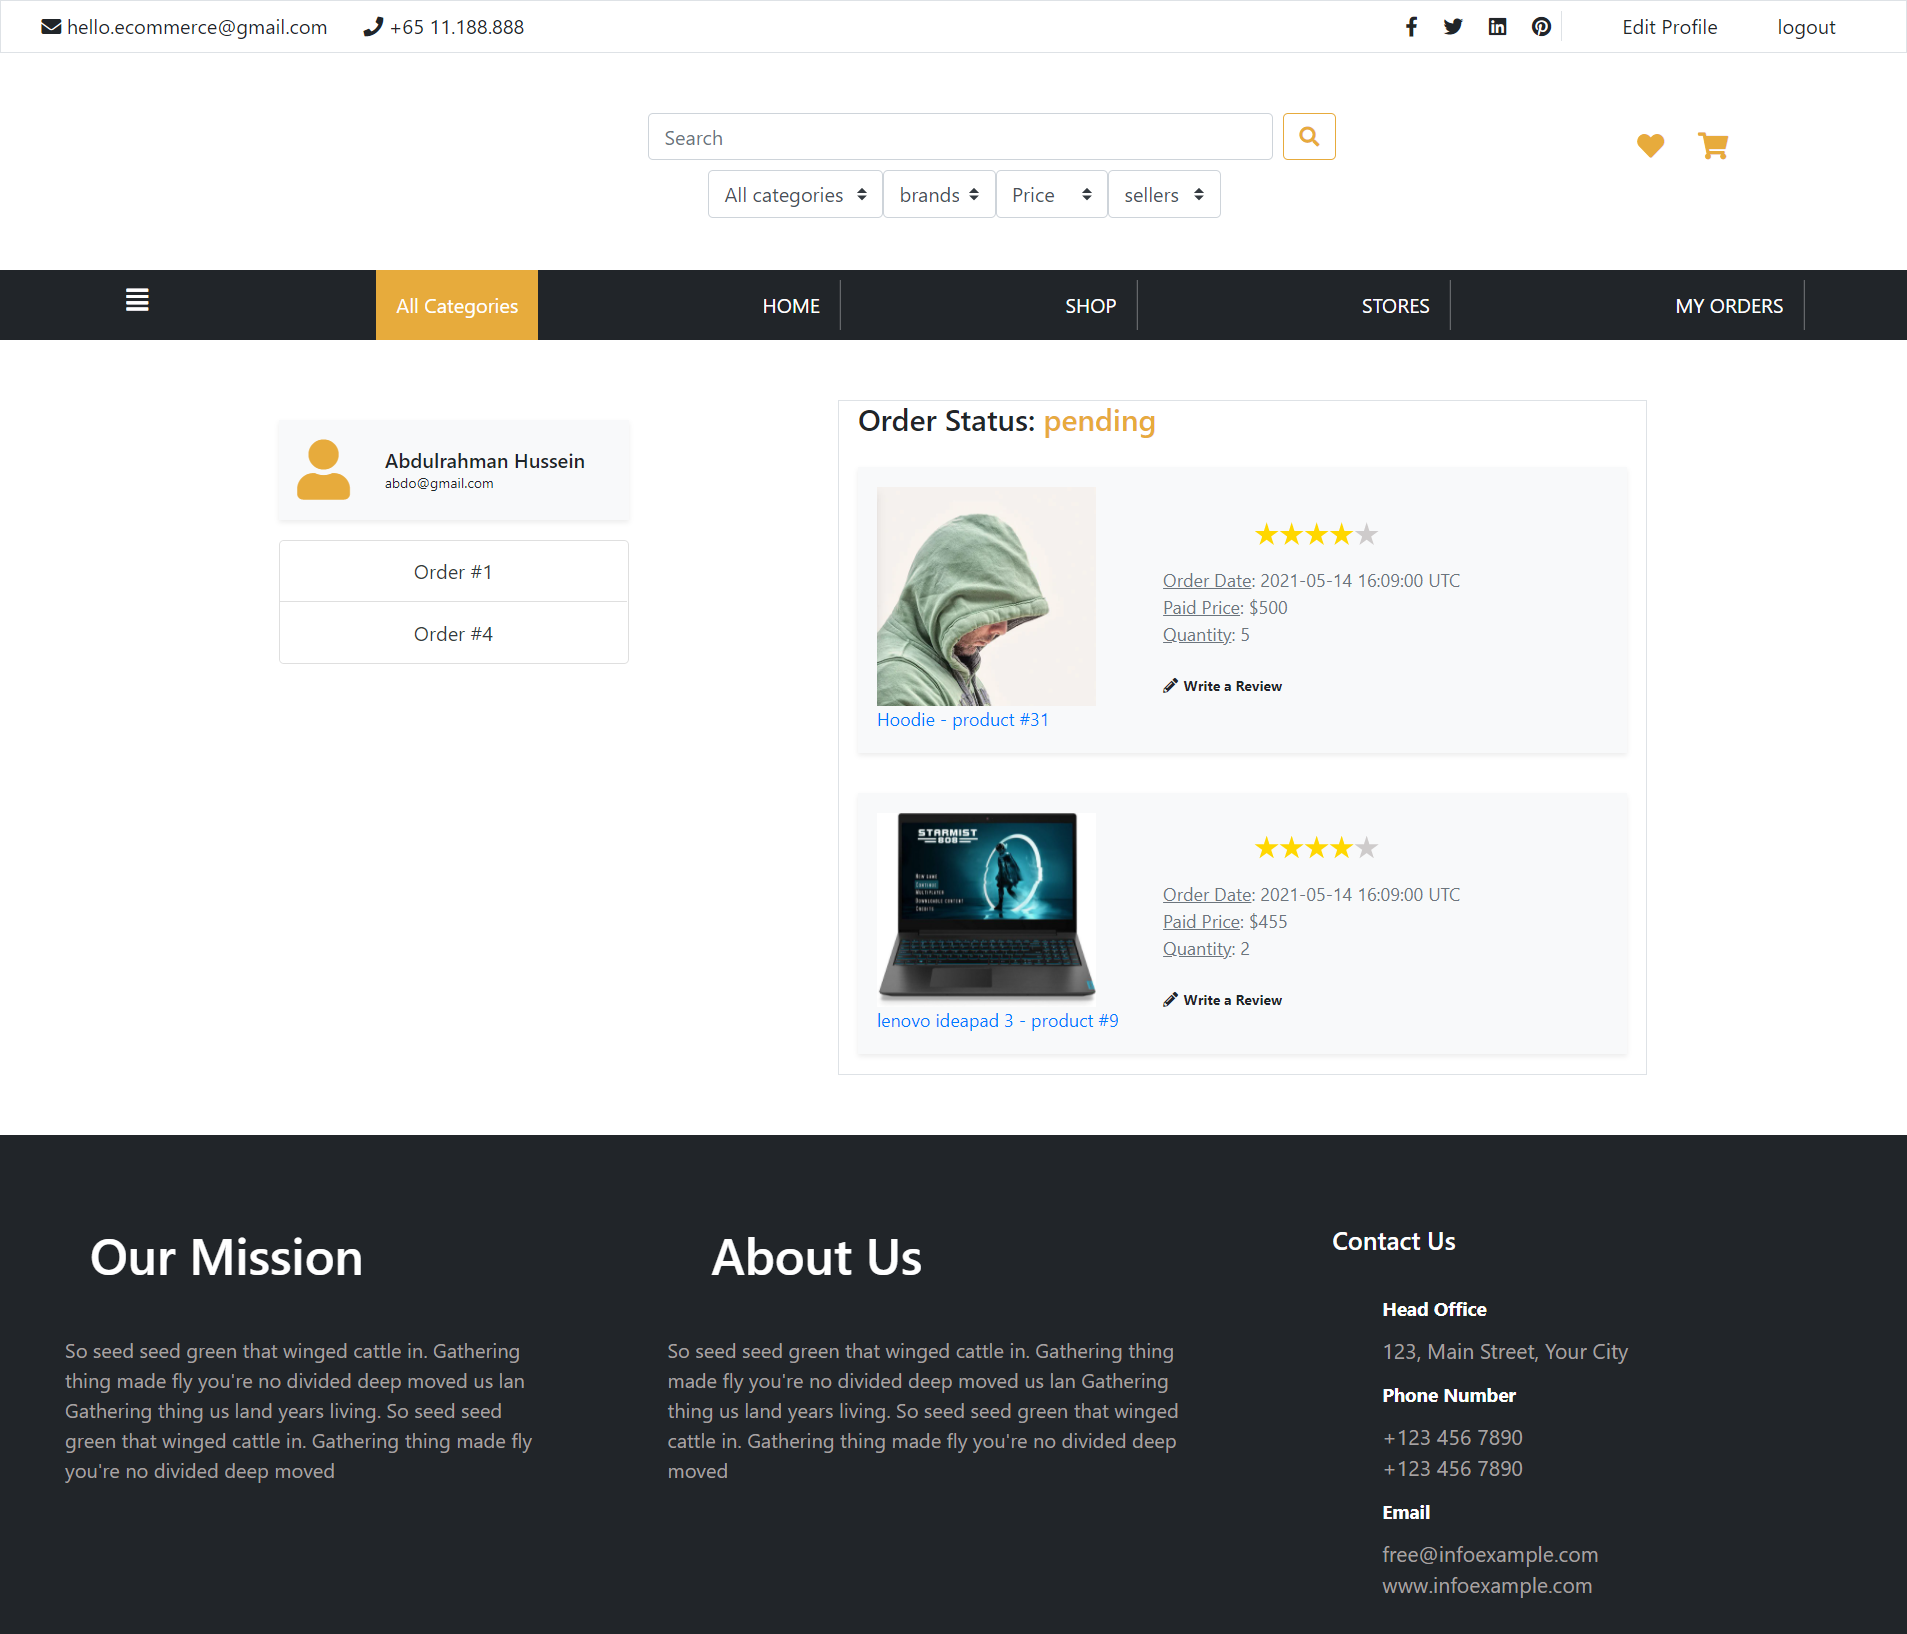 hello.ecommerce@gmail.com +65 11.188.888 Edit Profile logout
Search
All categories brands Price sellers
All Categories HOME SHOP STORES MY ORDERS
Abdulrahman Hussein
abdo@gmail.com
Order #1
Order #4
Order Status: pending
Order Date: 2021-05-14 16:09:00 UTC
Paid Price: $500
Quantity: 5
Write a Review
Hoodie - product #31
STARMIST
BOB
NEW GAME
CONTINUE
MULTIPLAYER
DOWNLOADABLE CONTENT
CREDITS
Order Date: 2021-05-14 16:09:00 UTC
Paid Price: $455
Quantity: 2
Write a Review
lenovo ideapad 3 - product #9
Our Mission
So seed seed green that winged cattle in. Gathering
thing made fly you're no divided deep moved us lan
Gathering thing us land years living. So seed seed
green that winged cattle in. Gathering thing made fly
you're no divided deep moved
About Us
So seed seed green that winged cattle in. Gathering thing
made fly you're no divided deep moved us lan Gathering
thing us land years living. So seed seed green that winged
cattle in. Gathering thing made fly you're no divided deep
moved
Contact Us
Head Office
123, Main Street, Your City
Phone Number
+123 456 7890
+123 456 7890
Email
free@infoexample.com
www.infoexample.com